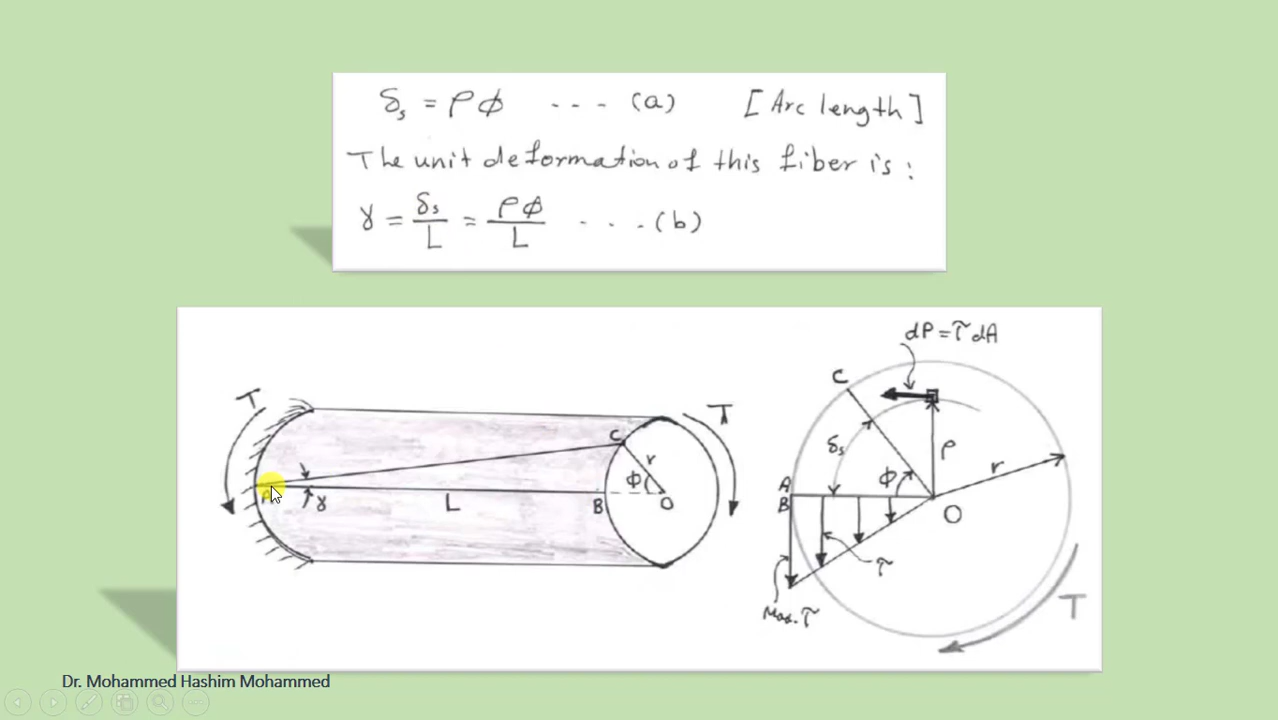 δₛ = ρφ --- (a) [Arc length]
The unit deformation of this fiber is:
γ = δₛ/L = ρφ/L . . . . (b)
T
T
C
r
φ
O
γ
L
B
dP = τdA
C
δₛ
ρ
r
φ
A
B
O
τ
Max. τ
T
Dr. Mohammed Hashim Mohammed